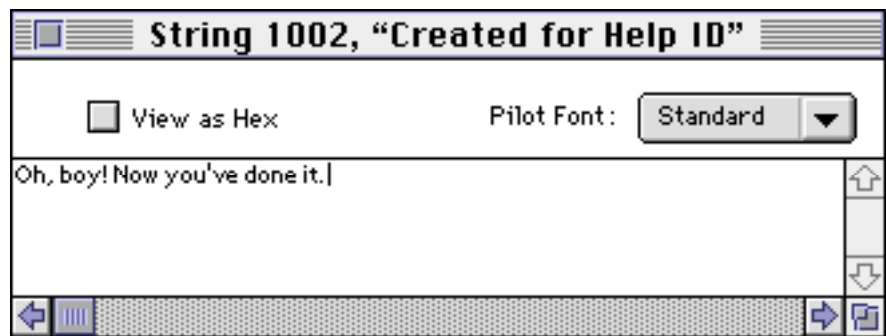 String 1002, “Created for Help ID”
View as Hex
Pilot Font: Standard
Oh, boy! Now you've done it.